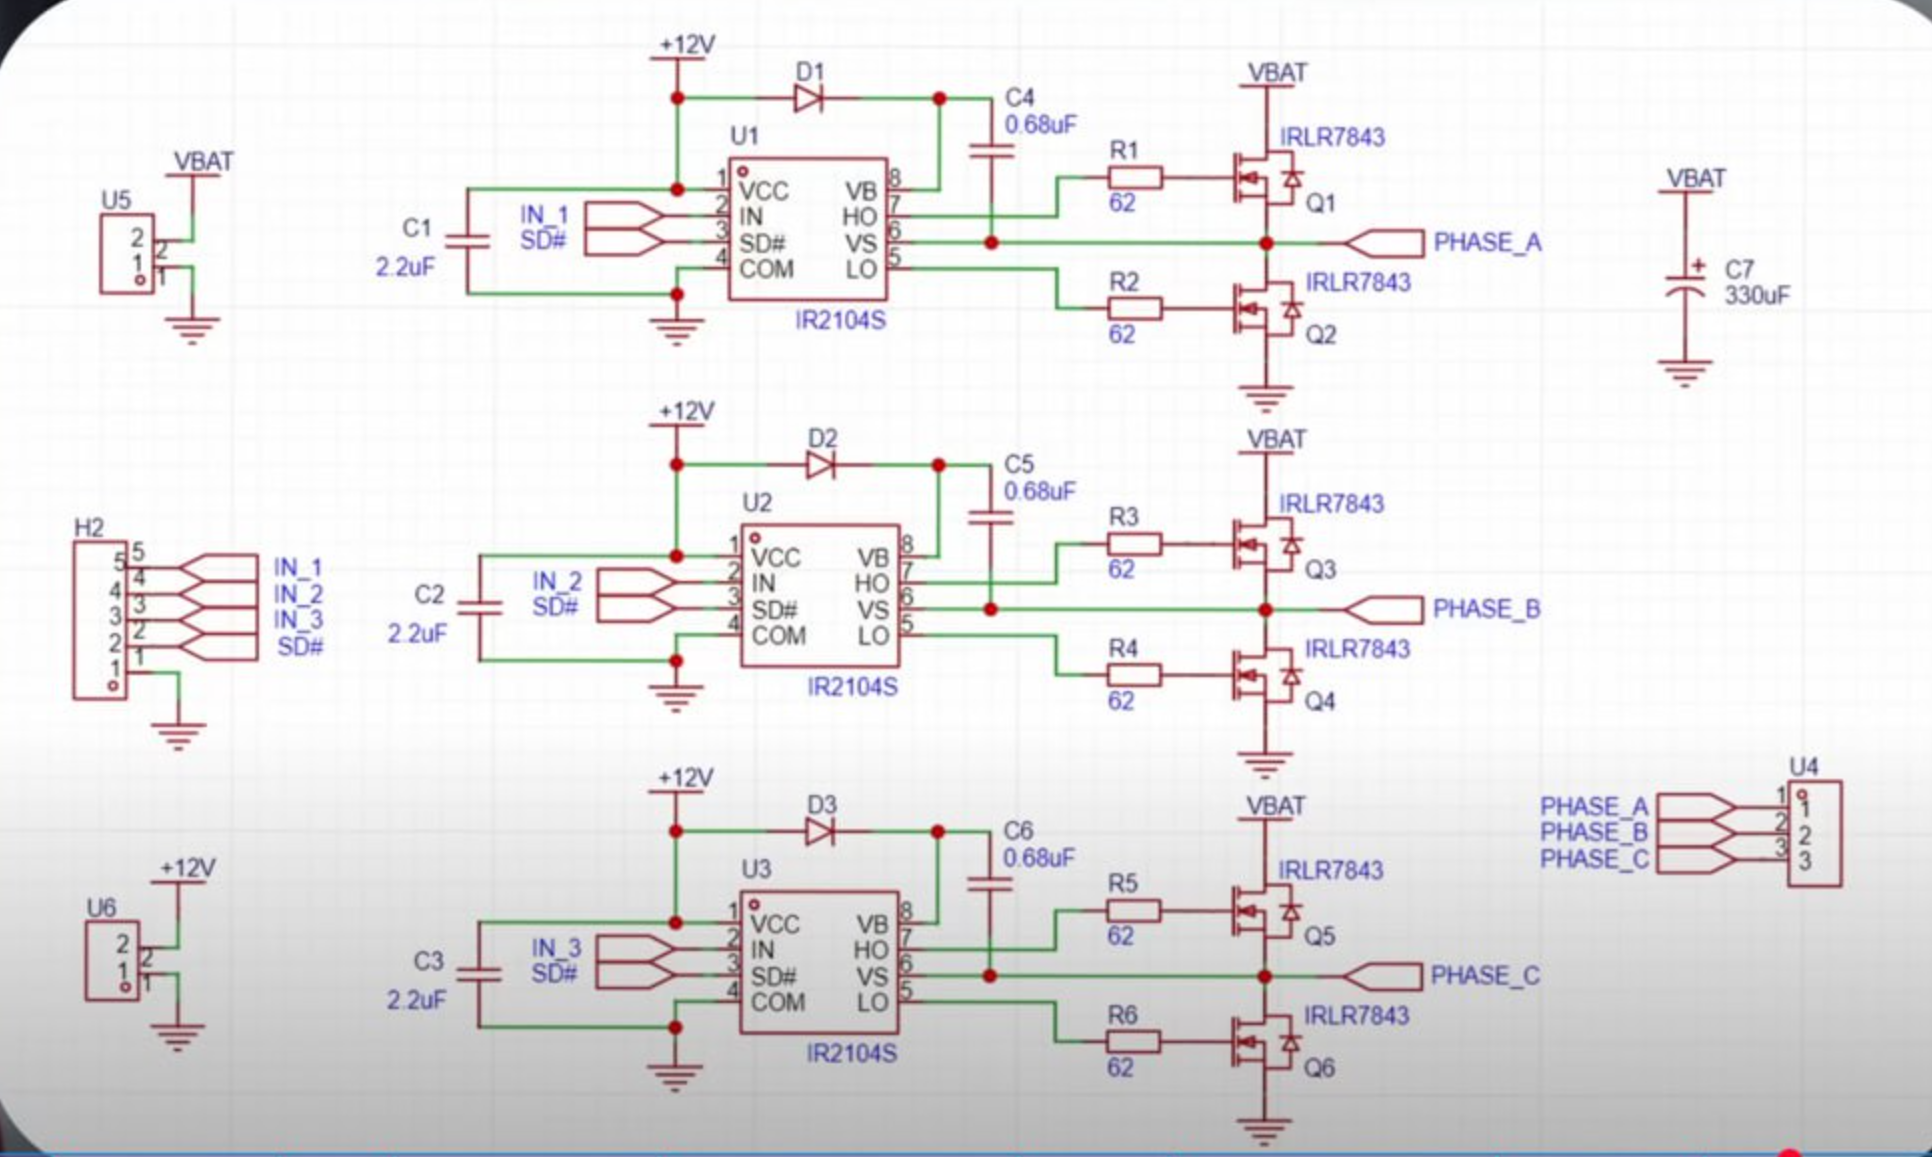 +12V
D1
C4
0.68uF
VBAT
IRLR7843
U1
R1
62
Q1
1 VCC VB 8
2 IN HO 7
3 SD# VS 6
4 COM LO 5
IN_1
SD#
C1
2.2uF
IR2104S
PHASE_A
R2
62
IRLR7843
Q2
VBAT
U5
2 2
1 1
VBAT
C7
330uF
+
+12V
D2
C5
0.68uF
VBAT
IRLR7843
U2
R3
62
Q3
1 VCC VB 8
2 IN HO 7
3 SD# VS 6
4 COM LO 5
IN_2
SD#
C2
2.2uF
IR2104S
PHASE_B
R4
62
IRLR7843
Q4
H2
5 5 IN_1
4 4 IN_2
3 3 IN_3
2 2 SD#
1 1
+12V
D3
C6
0.68uF
VBAT
IRLR7843
U3
R5
62
Q5
1 VCC VB 8
2 IN HO 7
3 SD# VS 6
4 COM LO 5
IN_3
SD#
C3
2.2uF
IR2104S
PHASE_C
R6
62
IRLR7843
Q6
+12V
U6
2 2
1 1
U4
PHASE_A 1 1
PHASE_B 2 2
PHASE_C 3 3